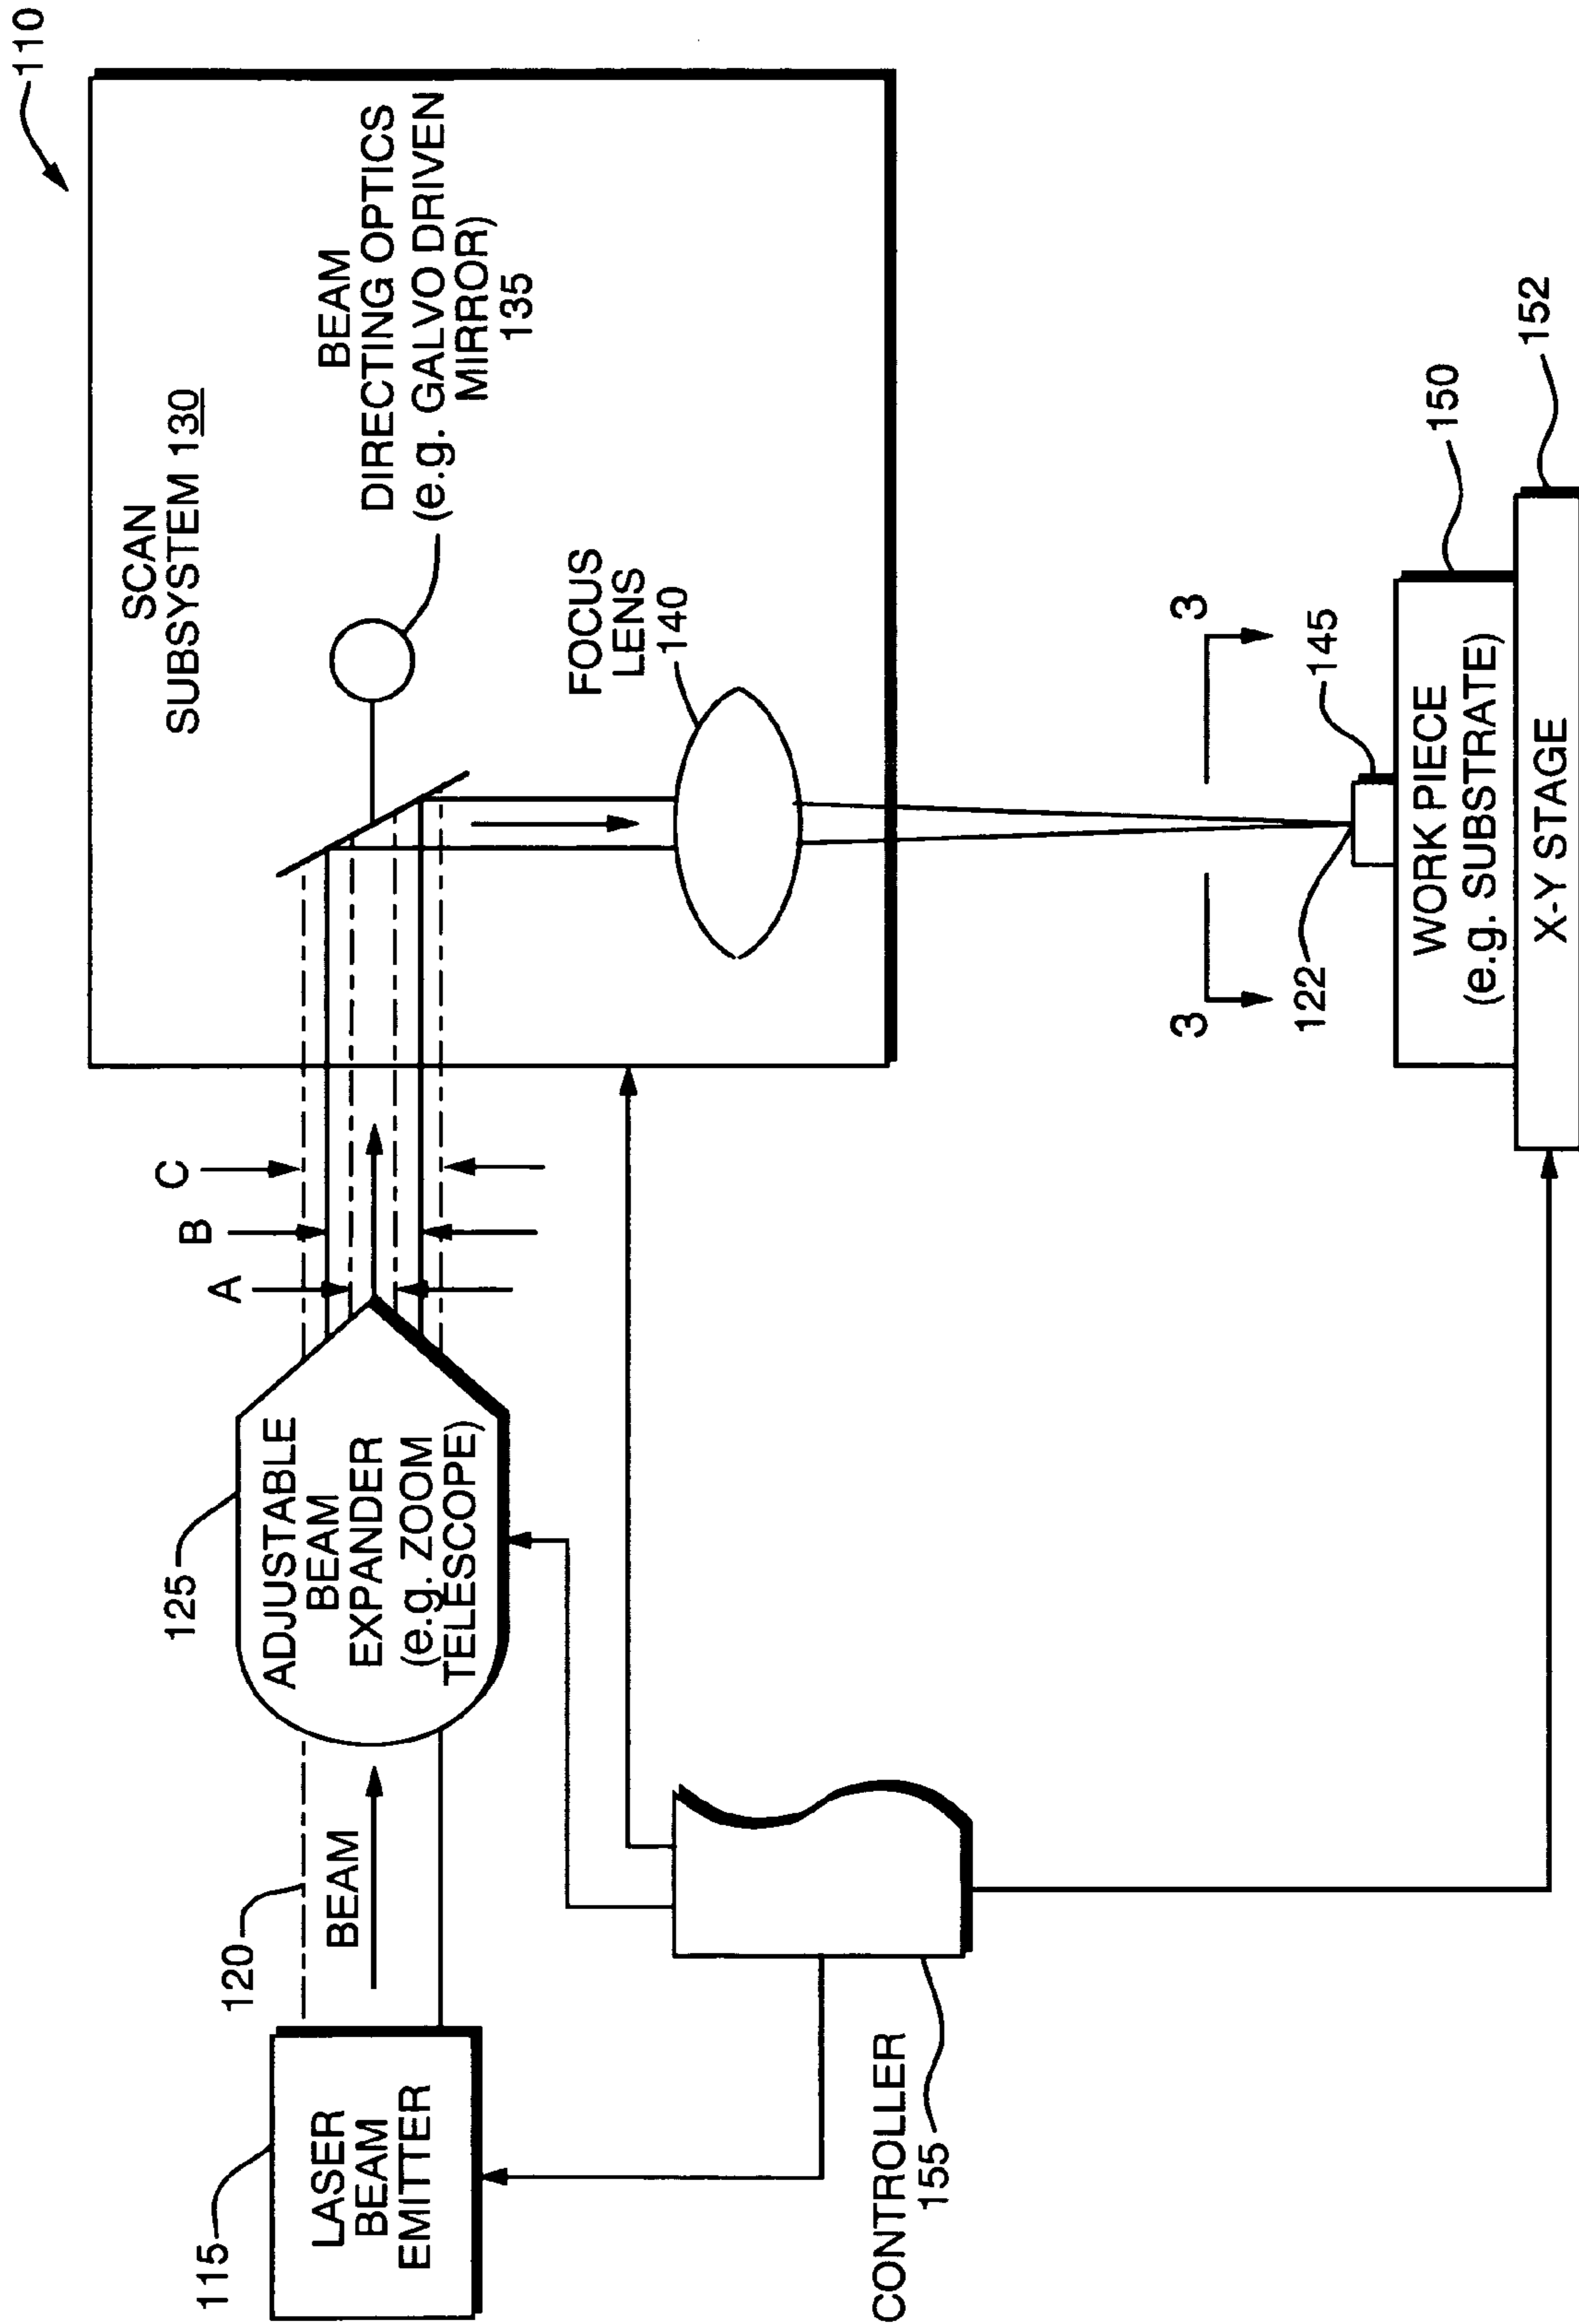 110
SCAN
SUBSYSTEM 130
BEAM
DIRECTING OPTICS
(e.g. GALVO DRIVEN
MIRROR)
135
FOCUS
LENS
140
C
B
A
125
ADJUSTABLE
BEAM
EXPANDER
(e.g. ZOOM
TELESCOPE)
120
BEAM
115
LASER
BEAM
EMITTER
CONTROLLER
155
3
3
122
145
150
WORK PIECE
(e.g. SUBSTRATE)
152
X-Y STAGE